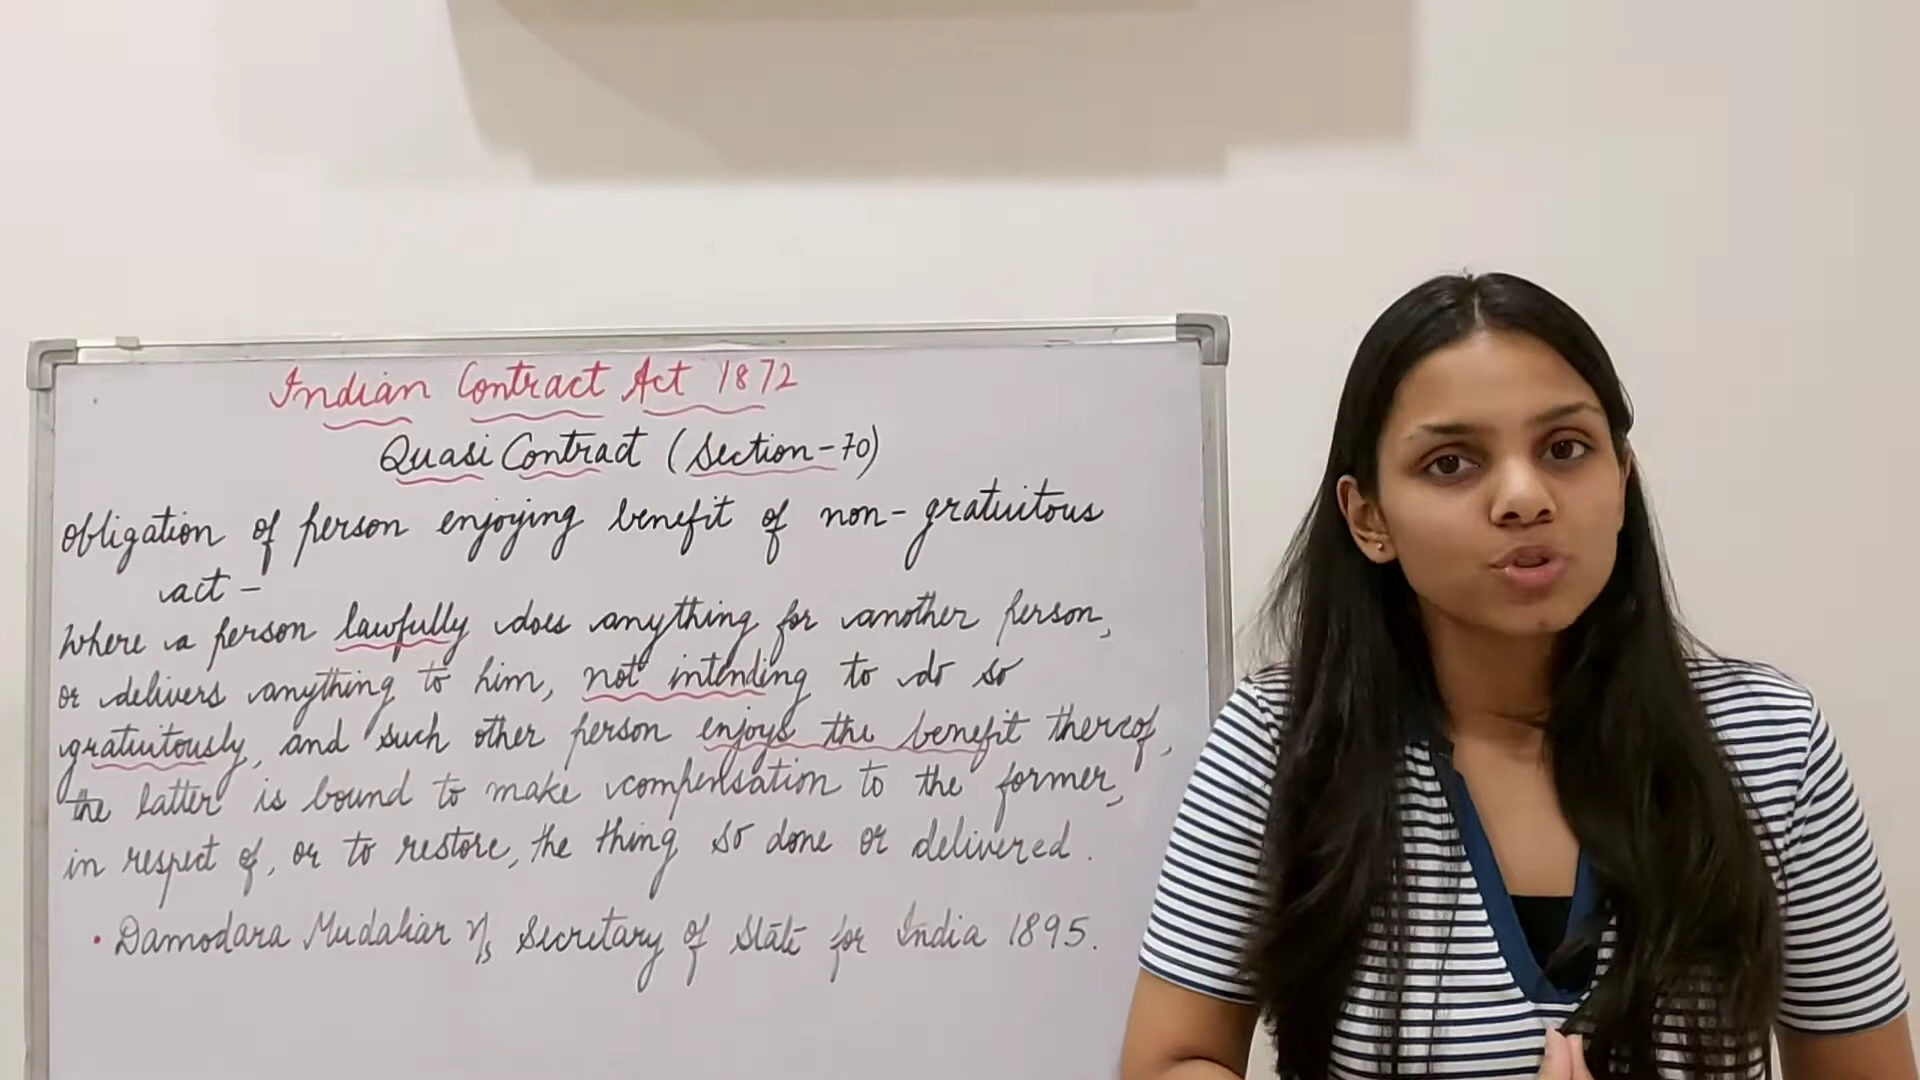 Indian Contract Act 1872
Quasi Contract (Section-70)
Obligation of person enjoying benefit of non-gratuitous
act -
Where a person lawfully does anything for another person,
or delivers anything to him, not intending to do so
gratuitously, and such other person enjoys the benefit thereof,
the latter is bound to make compensation to the former,
in respect of, or to restore, the thing so done or delivered.
• Damodara Mudaliar v/s Secretary of State for India 1895.